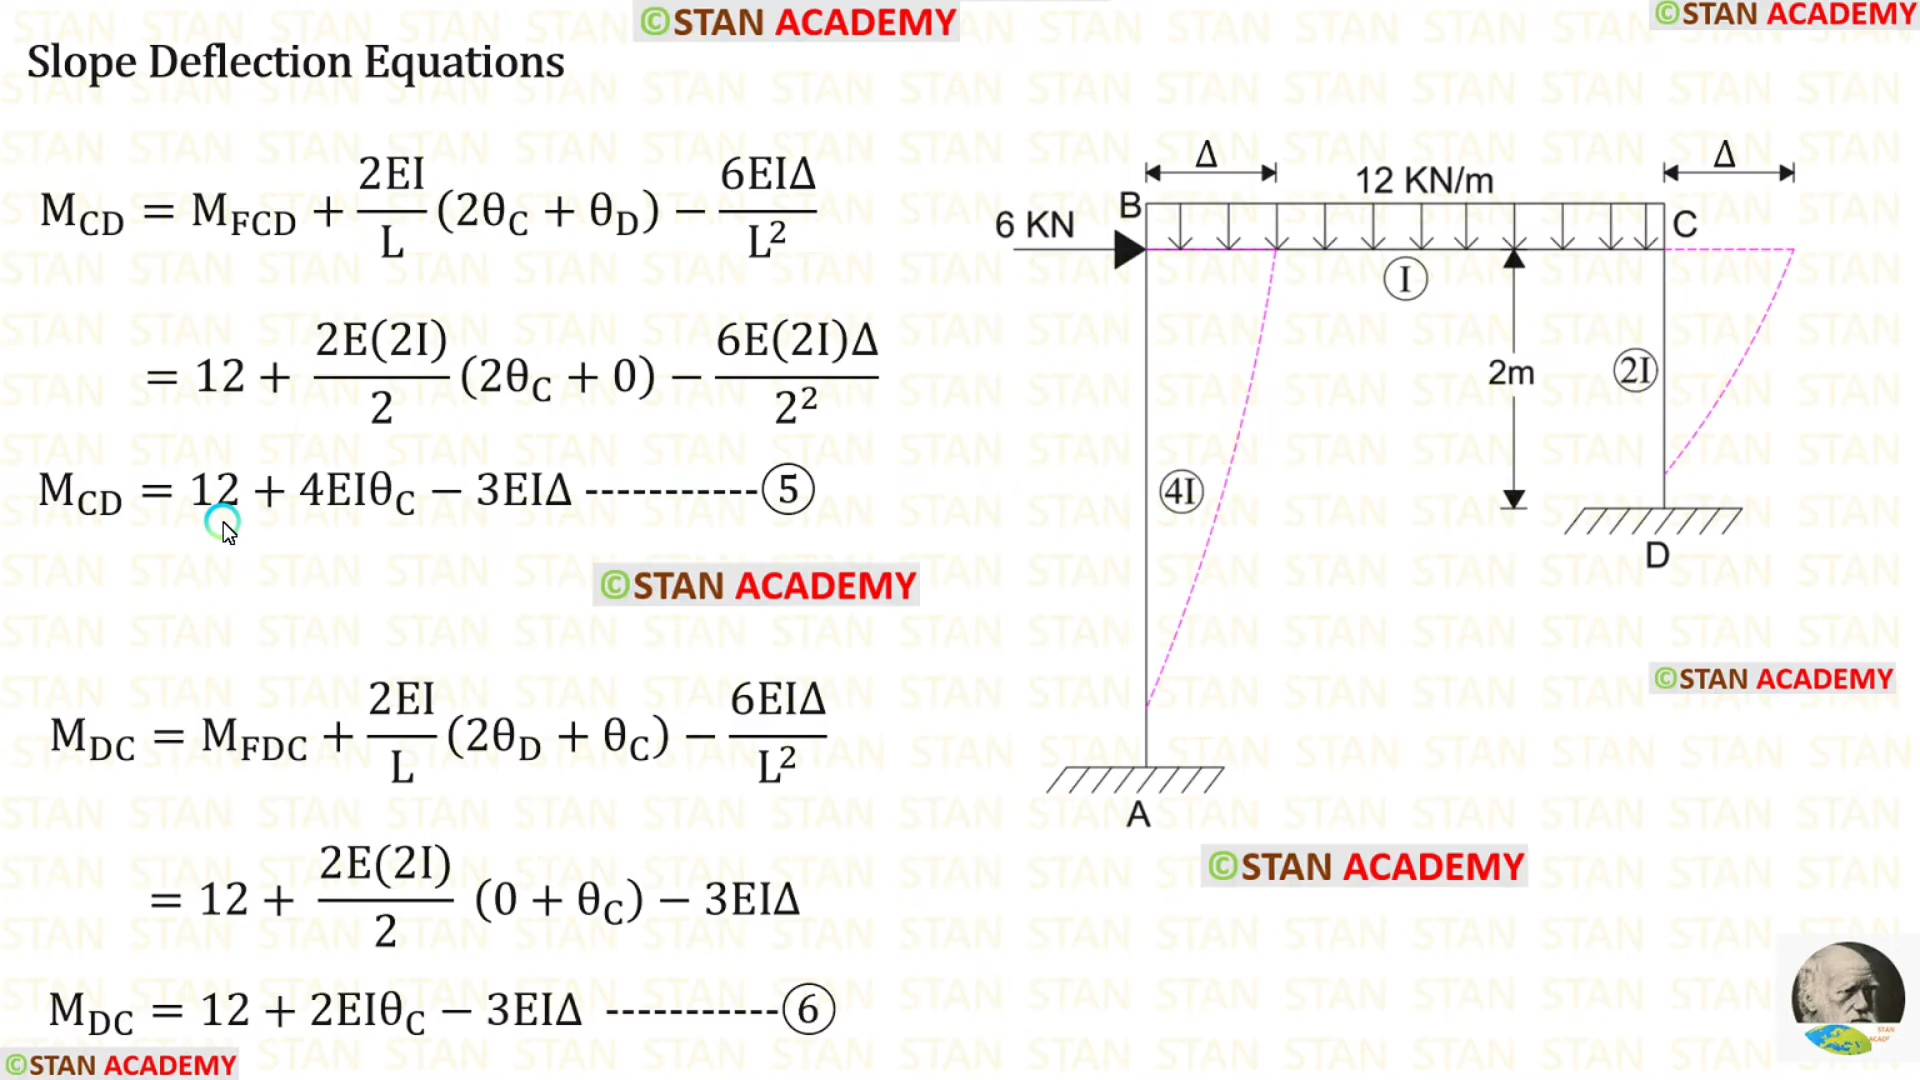 ©STAN ACADEMY
©STAN ACADEMY
Slope Deflection Equations
M_CD = M_FCD + 2EI/L (2θ_C + θ_D) − 6EIΔ/L²
= 12 + 2E(2I)/2 (2θ_C + 0) − 6E(2I)Δ/2²
M_CD = 12 + 4EIθ_C − 3EIΔ -----------⑤
©STAN ACADEMY
M_DC = M_FDC + 2EI/L (2θ_D + θ_C) − 6EIΔ/L²
= 12 + 2E(2I)/2 (0 + θ_C) − 3EIΔ
M_DC = 12 + 2EIθ_C − 3EIΔ -----------⑥
©STAN ACADEMY
Δ
Δ
12 KN/m
B
C
6 KN
I
2m
2I
4I
D
©STAN ACADEMY
A
©STAN ACADEMY